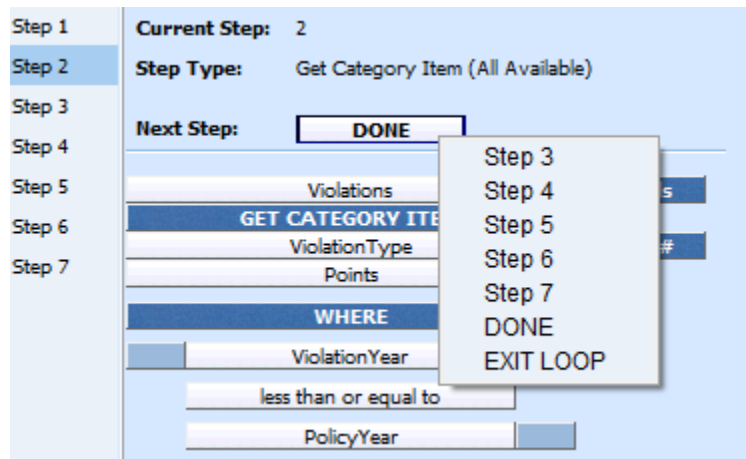 Step 1
Step 2
Step 3
Step 4
Step 5
Step 6
Step 7
Current Step: 2
Step Type: Get Category Item (All Available)
Next Step: DONE
Step 3
Step 4
Step 5
Step 6
Step 7
DONE
EXIT LOOP
Violations
s
GET CATEGORY ITE
ViolationType
#
Points
WHERE
ViolationYear
less than or equal to
PolicyYear